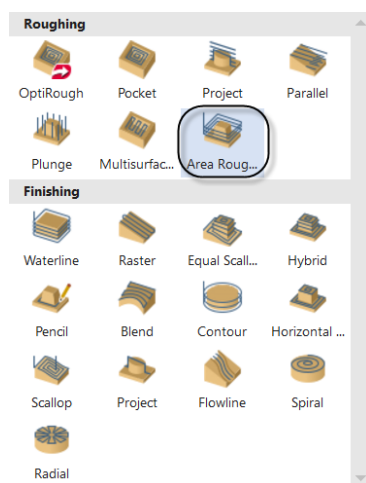 Roughing
OptiRough Pocket Project Parallel
Plunge Multisurfac... Area Roug...
Finishing
Waterline Raster Equal Scall... Hybrid
Pencil Blend Contour Horizontal ...
Scallop Project Flowline Spiral
Radial